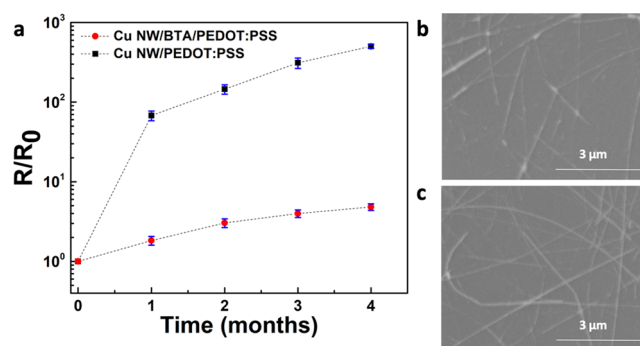 a
Cu NW/BTA/PEDOT:PSS
Cu NW/PEDOT:PSS
R/R0
10³
10²
10¹
10⁰
0 1 2 3 4
Time (months)
b
3 µm
c
3 µm